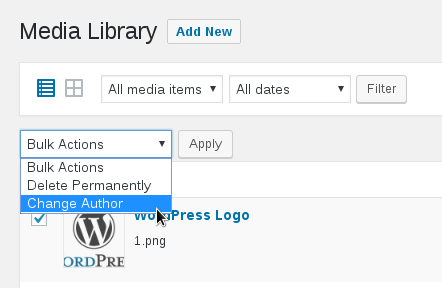 Media Library Add New
All media items All dates Filter
Bulk Actions Apply
Bulk Actions
Delete Permanently
Change Author
WordPress Logo
1.png